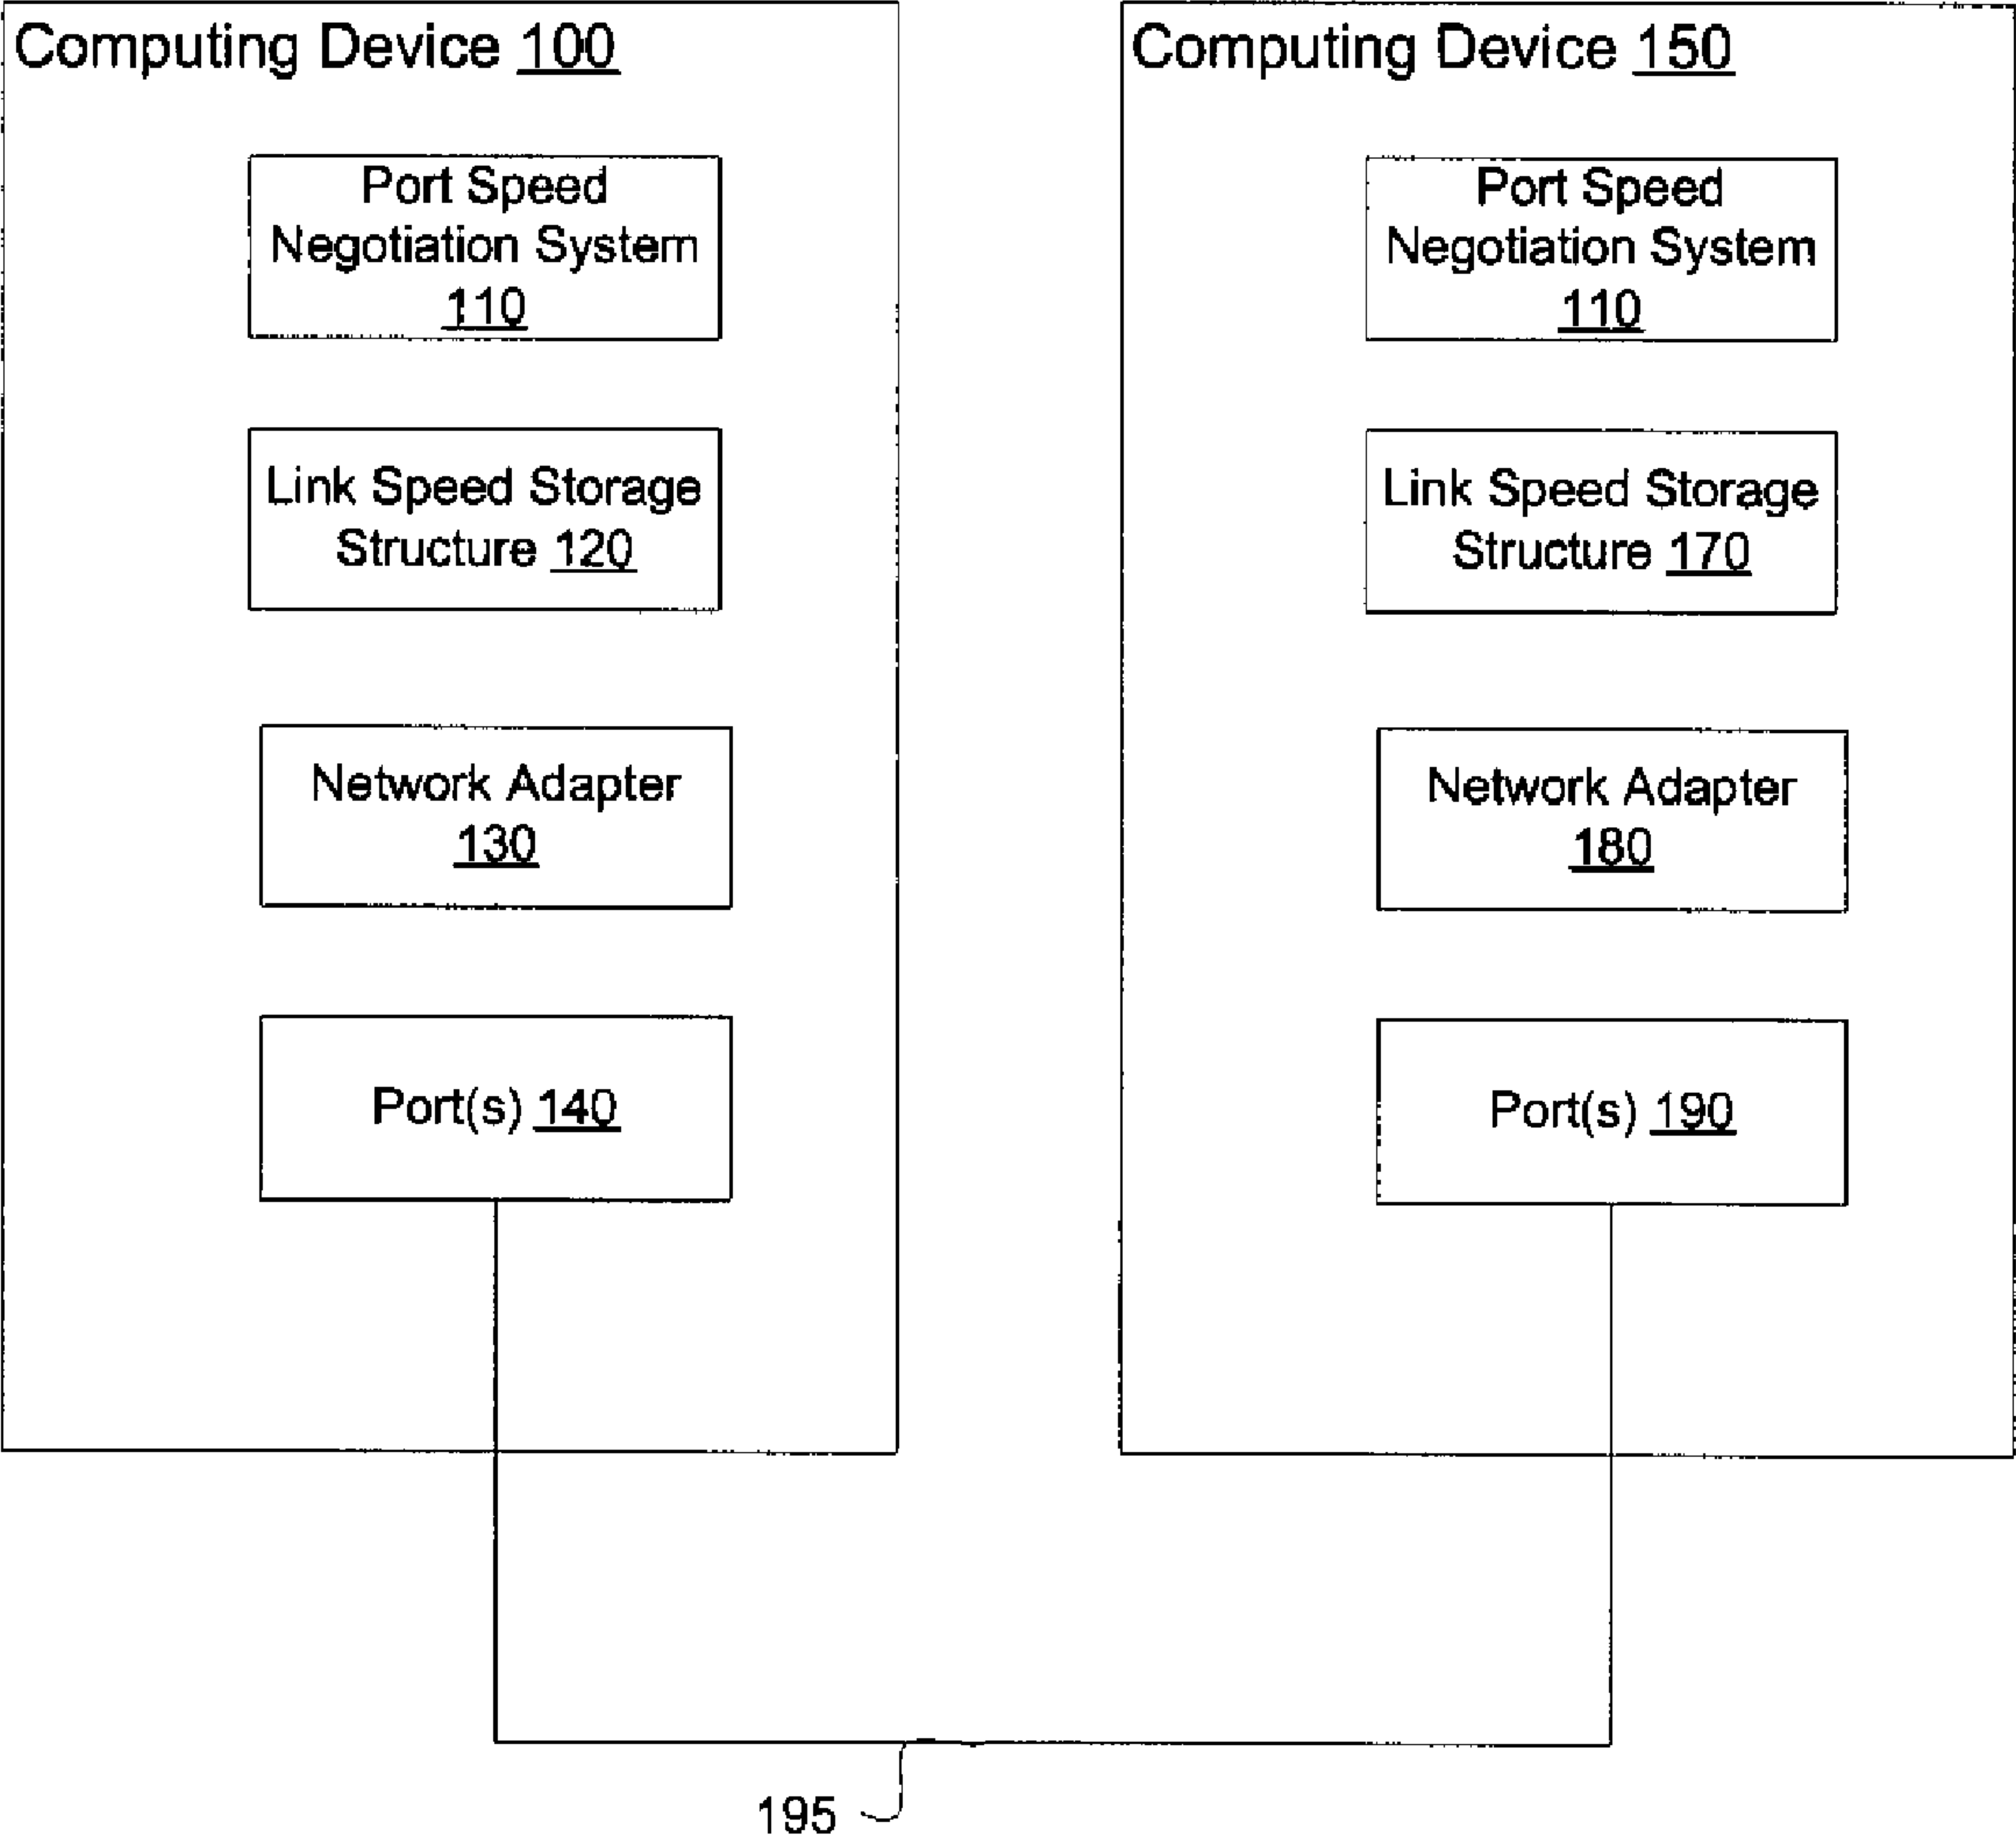 Computing Device 100
Port Speed
Negotiation System
110
Link Speed Storage
Structure 120
Network Adapter
130
Port(s) 140
Computing Device 150
Port Speed
Negotiation System
110
Link Speed Storage
Structure 170
Network Adapter
180
Port(s) 190
195